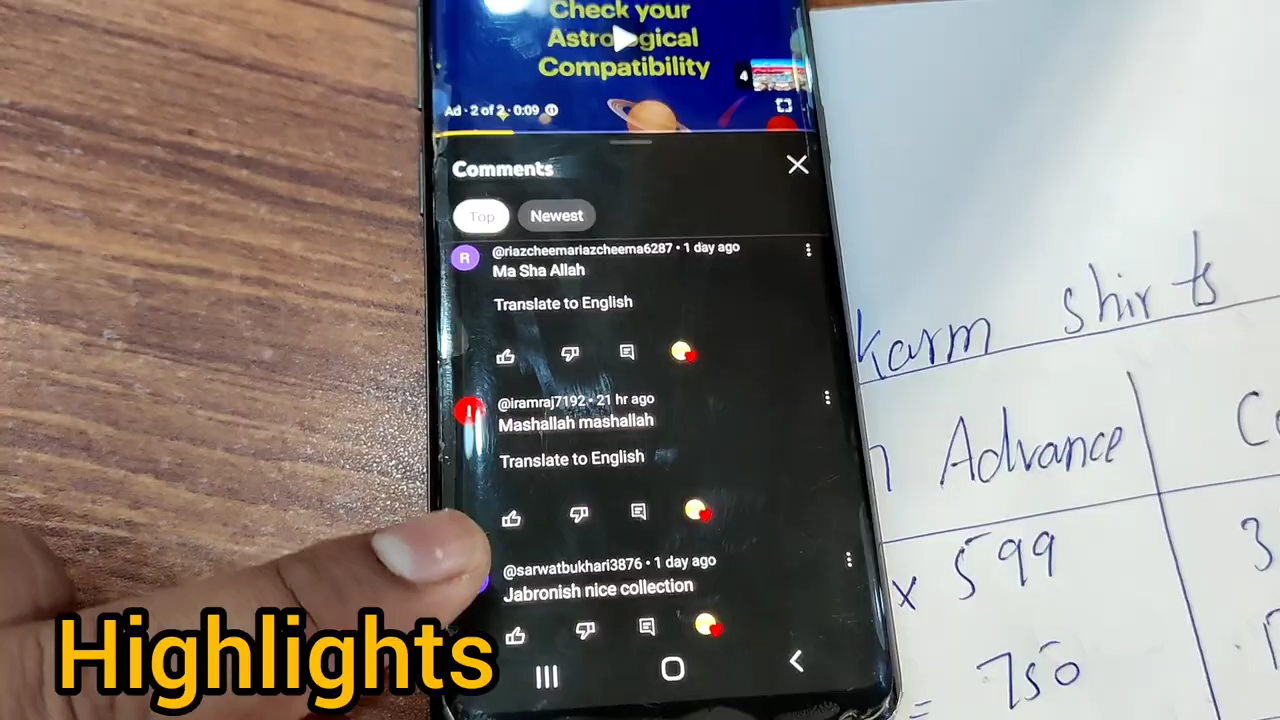 Check your
Astrological
Compatibility
4
Ad · 2 of 2 · 0:09
Comments
Top
Newest
R
@riazcheemariazcheema6287 • 1 day ago
Ma Sha Allah
Translate to English
I
@iramraj7192 • 21 hr ago
Mashallah mashallah
Translate to English
@sarwatbukhari3876 • 1 day ago
Jabronish nice collection
karm shirts
Advance
x 599
3
= 750
Highlights